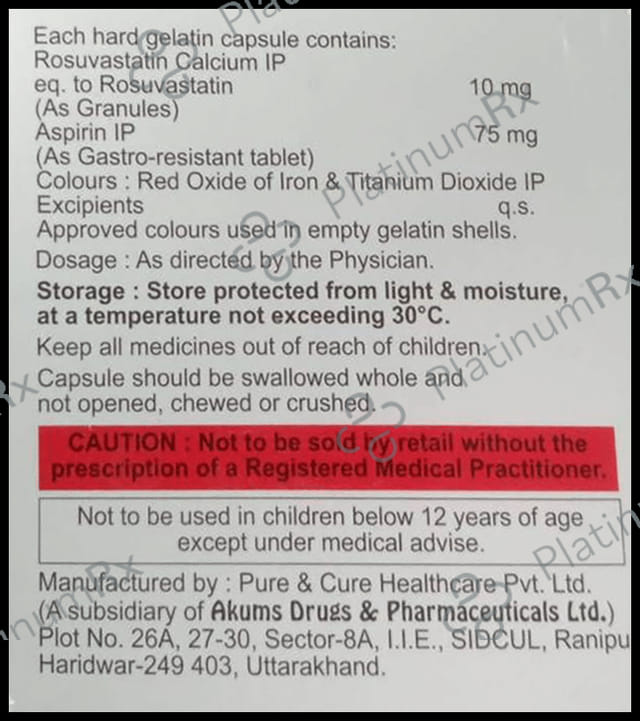 Each hard gelatin capsule contains:
Rosuvastatin Calcium IP
eq. to Rosuvastatin 10 mg
(As Granules)
Aspirin IP 75 mg
(As Gastro-resistant tablet)
Colours : Red Oxide of Iron & Titanium Dioxide IP
Excipients q.s.
Approved colours used in empty gelatin shells.
Dosage : As directed by the Physician.
Storage : Store protected from light & moisture,
at a temperature not exceeding 30°C.
Keep all medicines out of reach of children.
Capsule should be swallowed whole and
not opened, chewed or crushed.
CAUTION : Not to be sold by retail without the
prescription of a Registered Medical Practitioner.
Not to be used in children below 12 years of age
except under medical advise.
Manufactured by : Pure & Cure Healthcare Pvt. Ltd.
(A subsidiary of Akums Drugs & Pharmaceuticals Ltd.)
Plot No. 26A, 27-30, Sector-8A, I.I.E., SIDCUL, Ranipu
Haridwar-249 403, Uttarakhand.
PlatinumRx
PlatinumRx